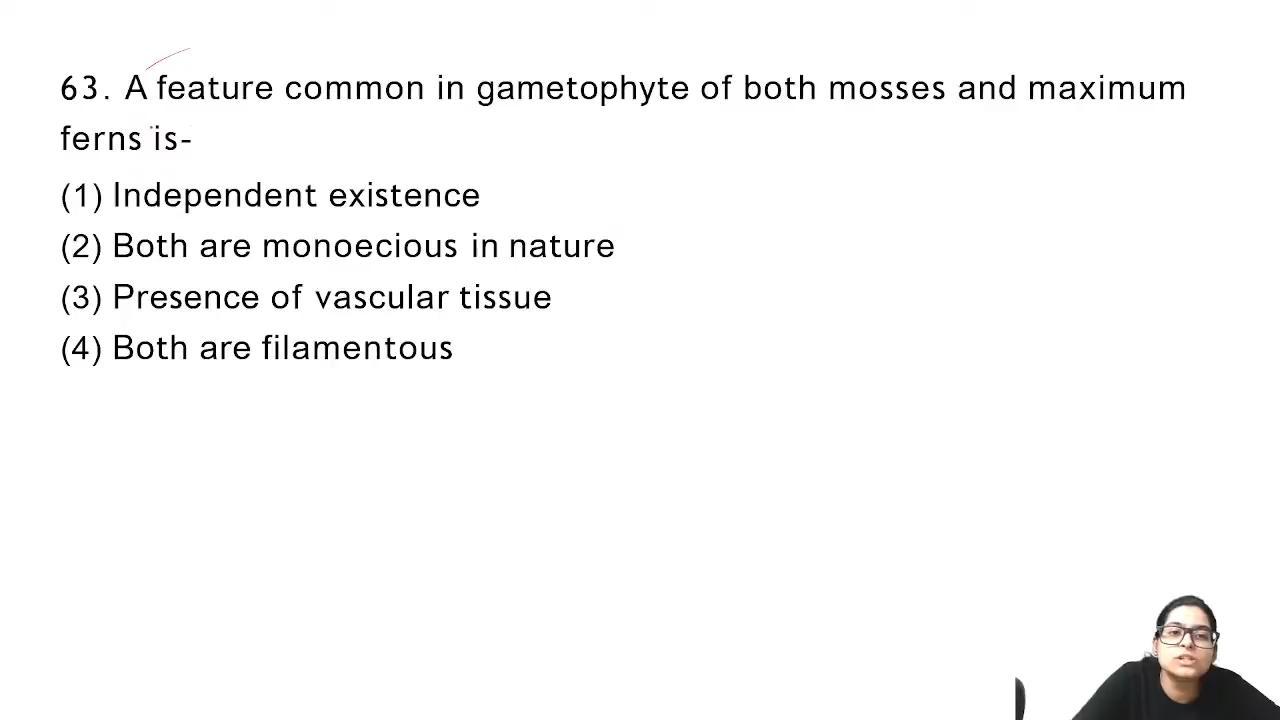 63. A feature common in gametophyte of both mosses and maximum
ferns is-
(1) Independent existence
(2) Both are monoecious in nature
(3) Presence of vascular tissue
(4) Both are filamentous